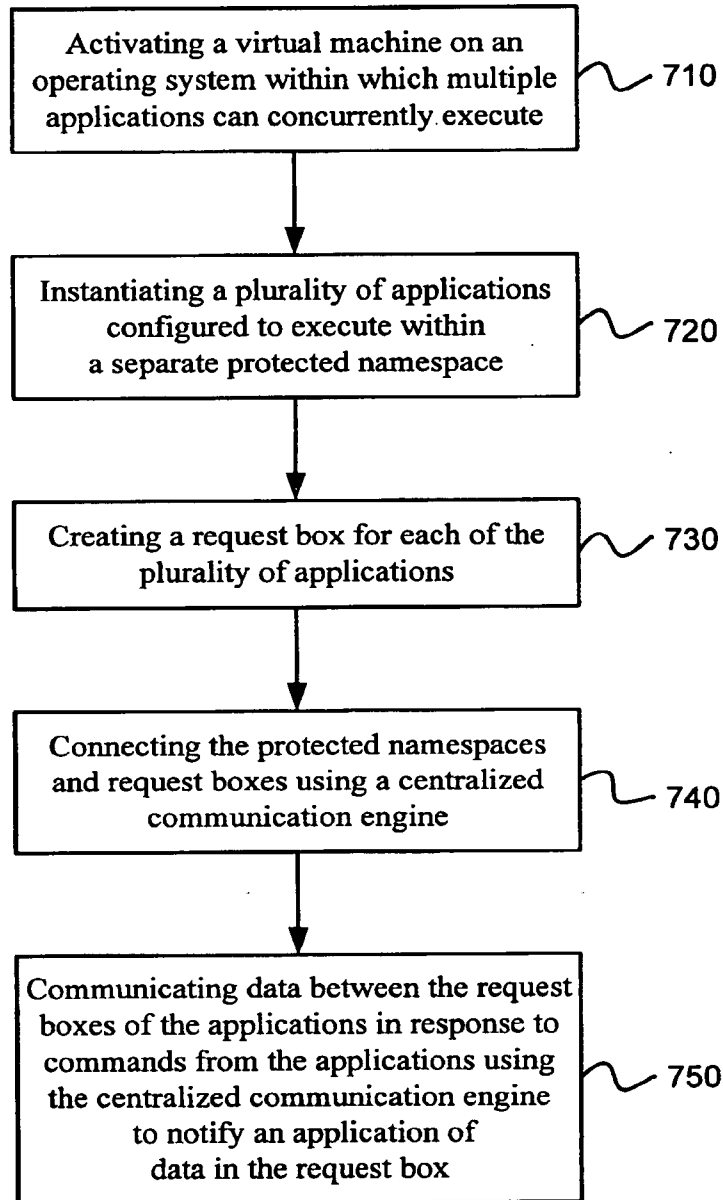 Activating a virtual machine on an
operating system within which multiple
applications can concurrently execute
710
Instantiating a plurality of applications
configured to execute within
a separate protected namespace
720
Creating a request box for each of the
plurality of applications
730
Connecting the protected namespaces
and request boxes using a centralized
communication engine
740
Communicating data between the request
boxes of the applications in response to
commands from the applications using
the centralized communication engine
to notify an application of
data in the request box
750